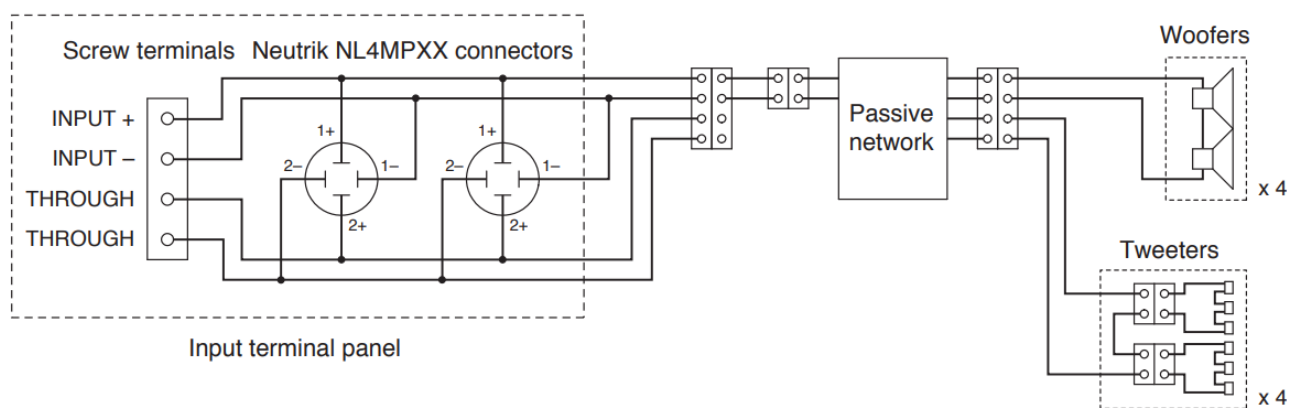 Screw terminals Neutrik NL4MPXX connectors
INPUT +
INPUT –
THROUGH
THROUGH
1+
2–
1–
2+
1+
2–
1–
2+
Input terminal panel
Passive
network
Woofers
x 4
Tweeters
x 4